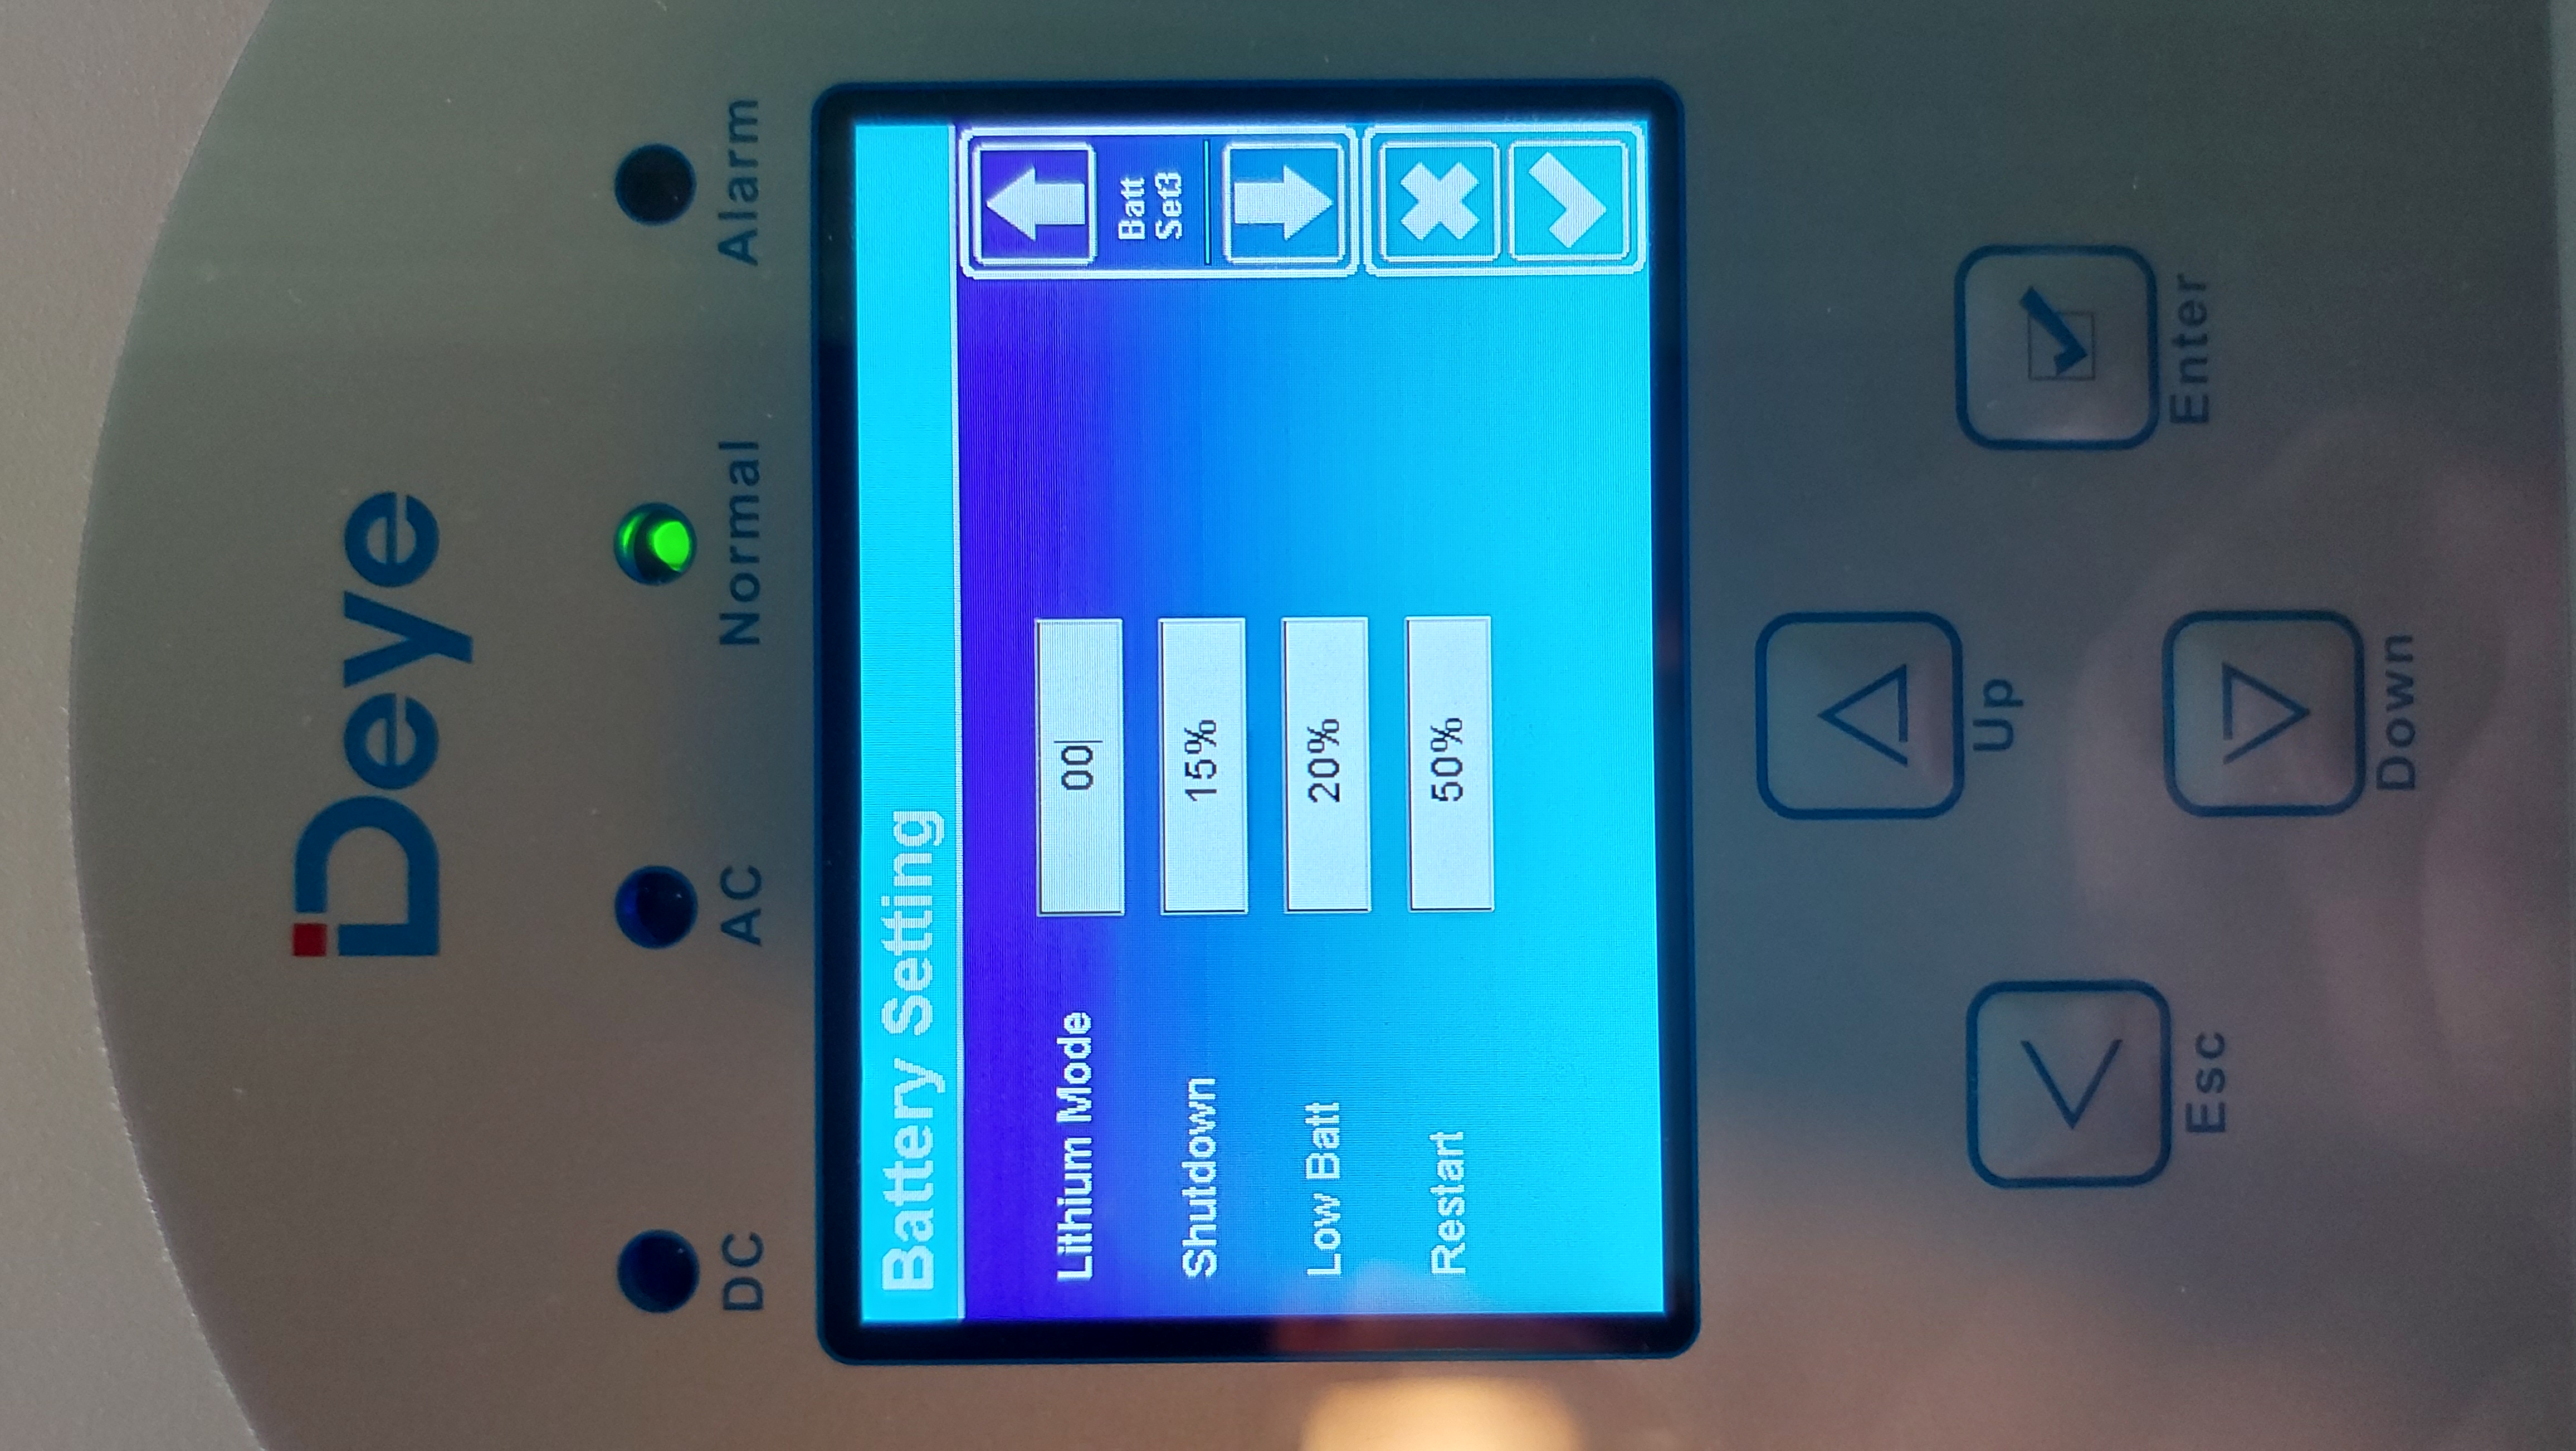 Deye
DC AC Normal Alarm
Battery Setting
Lithium Mode 00
Shutdown 15%
Low Batt 20%
Restart 50%
Batt
Set3
Up
Esc
Enter
Down